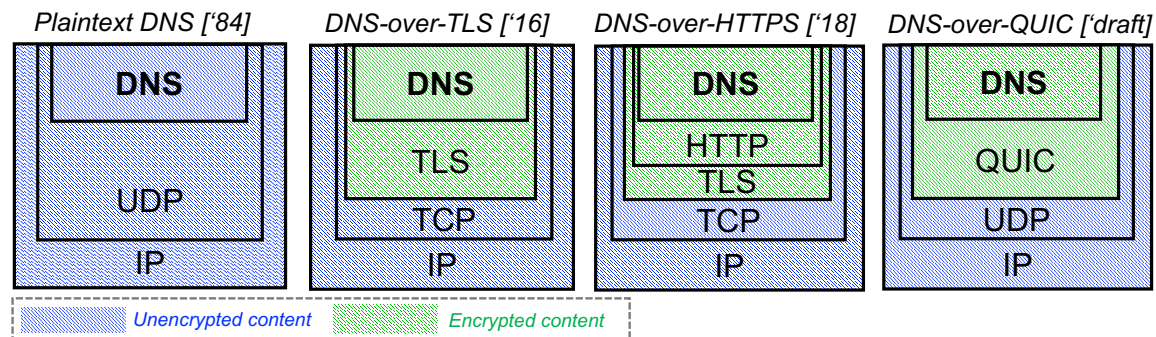 Plaintext DNS [‘84]
DNS-over-TLS [‘16]
DNS-over-HTTPS [‘18]
DNS-over-QUIC [‘draft]
DNS
UDP
IP
DNS
TLS
TCP
IP
DNS
HTTP
TLS
TCP
IP
DNS
QUIC
UDP
IP
Unencrypted content
Encrypted content